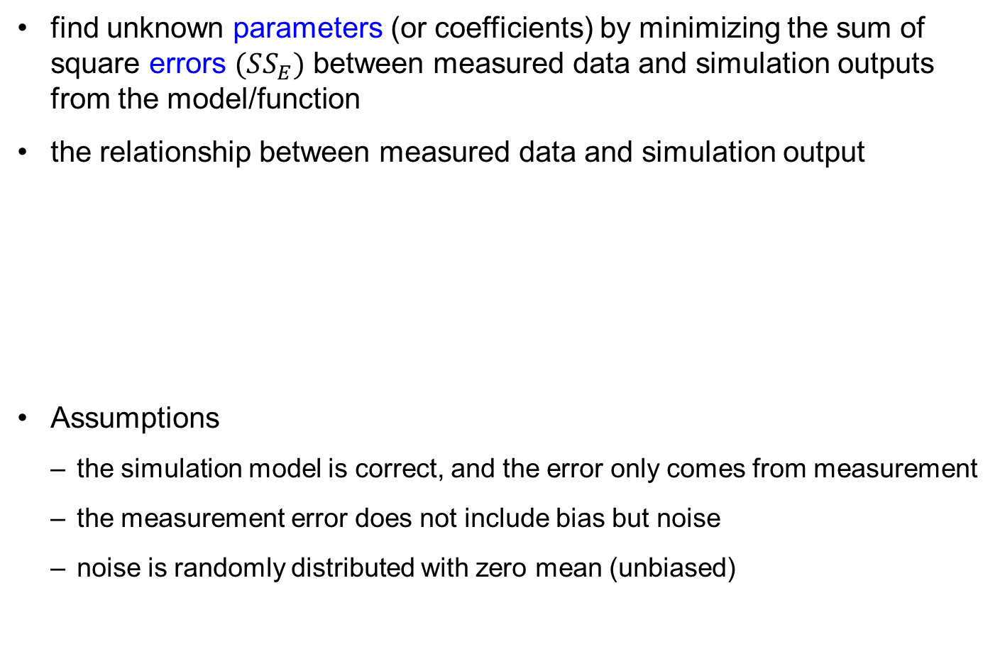 • find unknown parameters (or coefficients) by minimizing the sum of
square errors (SS_E) between measured data and simulation outputs
from the model/function
• the relationship between measured data and simulation output
• Assumptions
– the simulation model is correct, and the error only comes from measurement
– the measurement error does not include bias but noise
– noise is randomly distributed with zero mean (unbiased)